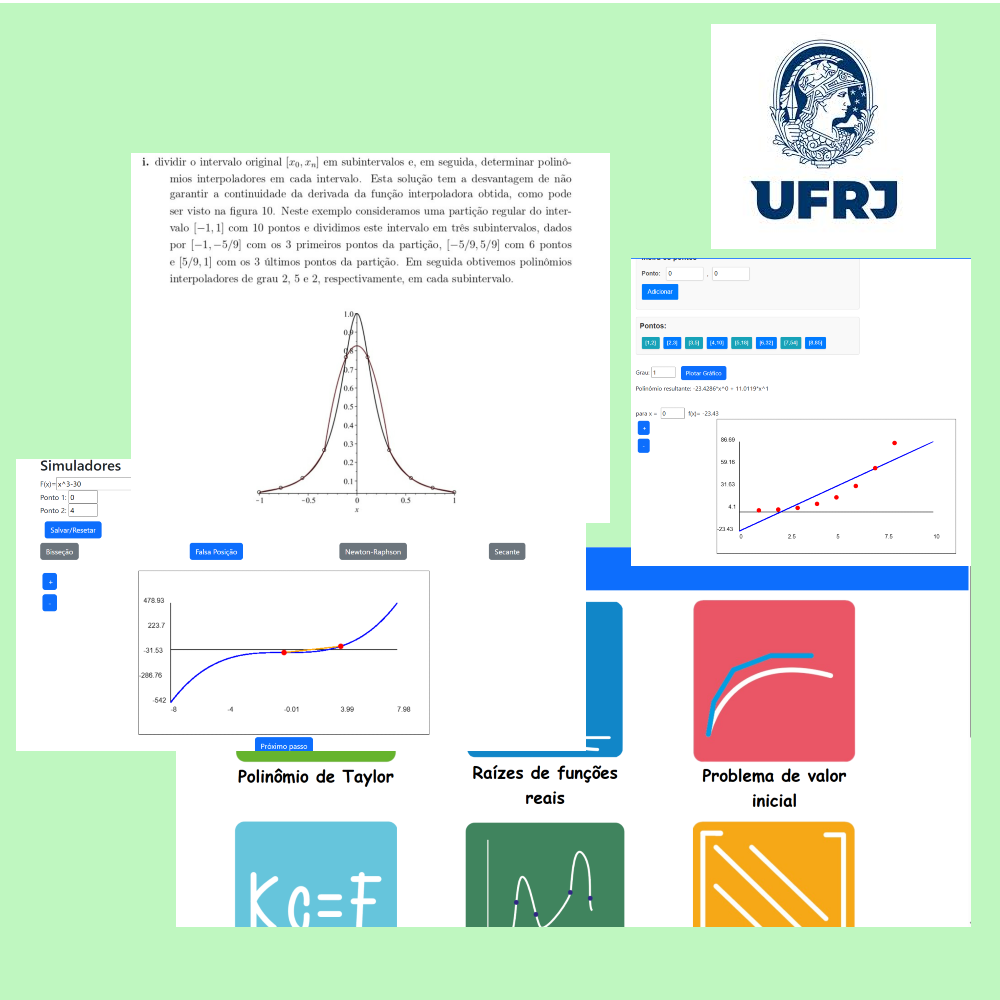 UFRJ
i. dividir o intervalo original [x₀, xₙ] em subintervalos e, em seguida, determinar polinô-
mios interpoladores em cada intervalo. Esta solução tem a desvantagem de não
garantir a continuidade da derivada da função interpoladora obtida, como pode
ser visto na figura 10. Neste exemplo consideramos uma partição regular do inter-
valo [−1, 1] com 10 pontos e dividimos este intervalo em três subintervalos, dados
por [−1, −5/9] com os 3 primeiros pontos da partição, [−5/9, 5/9] com 6 pontos
e [5/9, 1] com os 3 últimos pontos da partição. Em seguida obtivemos polinômios
interpoladores de grau 2, 5 e 2, respectivamente, em cada subintervalo.
1.0
0.9
0.8
0.7
0.6
0.5
0.4
0.3
0.2
0.1
−1 −0.5 0 0.5 1
x
Ponto: 0 , 0
Adicionar
Pontos:
[1,2] [2,3] [3,5] [4,10] [5,18] [6,32] [7,54] [8,85]
Grau: 1 Plotar Gráfico
Polinômio resultante: -23.4286*x^0 + 11.0119*x^1
para x = 0 f(x)= -23.43
+
-
86.69
59.16
31.63
4.1
-23.43
0 2.5 5 7.5 10
Simuladores
F(x)= x^3-30
Ponto 1: 0
Ponto 2: 4
Salvar/Resetar
Bisseção Falsa Posição Newton-Raphson Secante
+
-
478.93
223.7
-31.53
-286.76
-542
-8 -4 -0.01 3.99 7.98
Próximo passo
Polinômio de Taylor
Raízes de funções
reais
Problema de valor
inicial
Kc=F